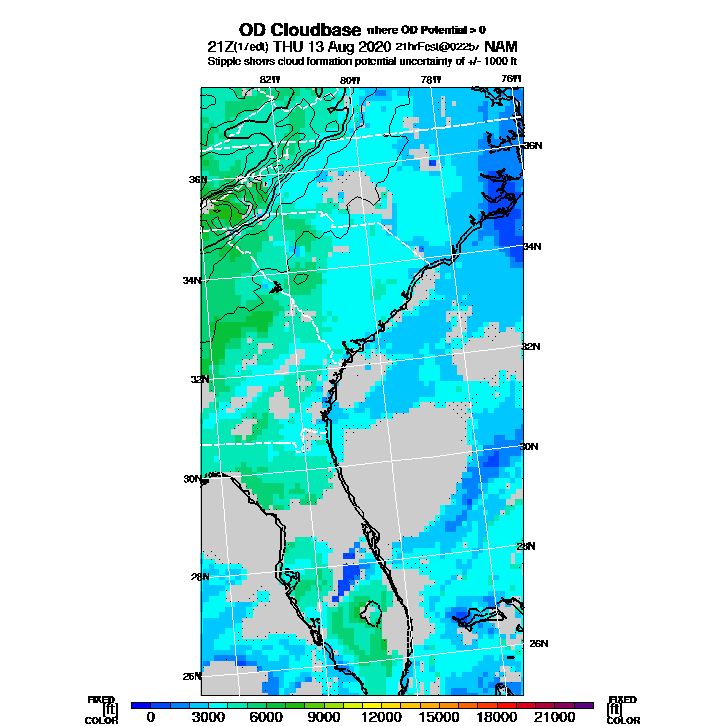 OD Cloudbase where OD Potential > 0
21Z(17edt) THU 13 Aug 2020 21hrFcst@0225z NAM
Stipple shows cloud formation potential uncertainty of +/- 1000 ft
82W 80W 78W 76W
36N 36N
34N 34N
32N 32N
30N 30N
28N 28N
26N 26N
FIXED FIXED
[ft] [ft]
COLOR 0 3000 6000 9000 12000 15000 18000 21000 COLOR